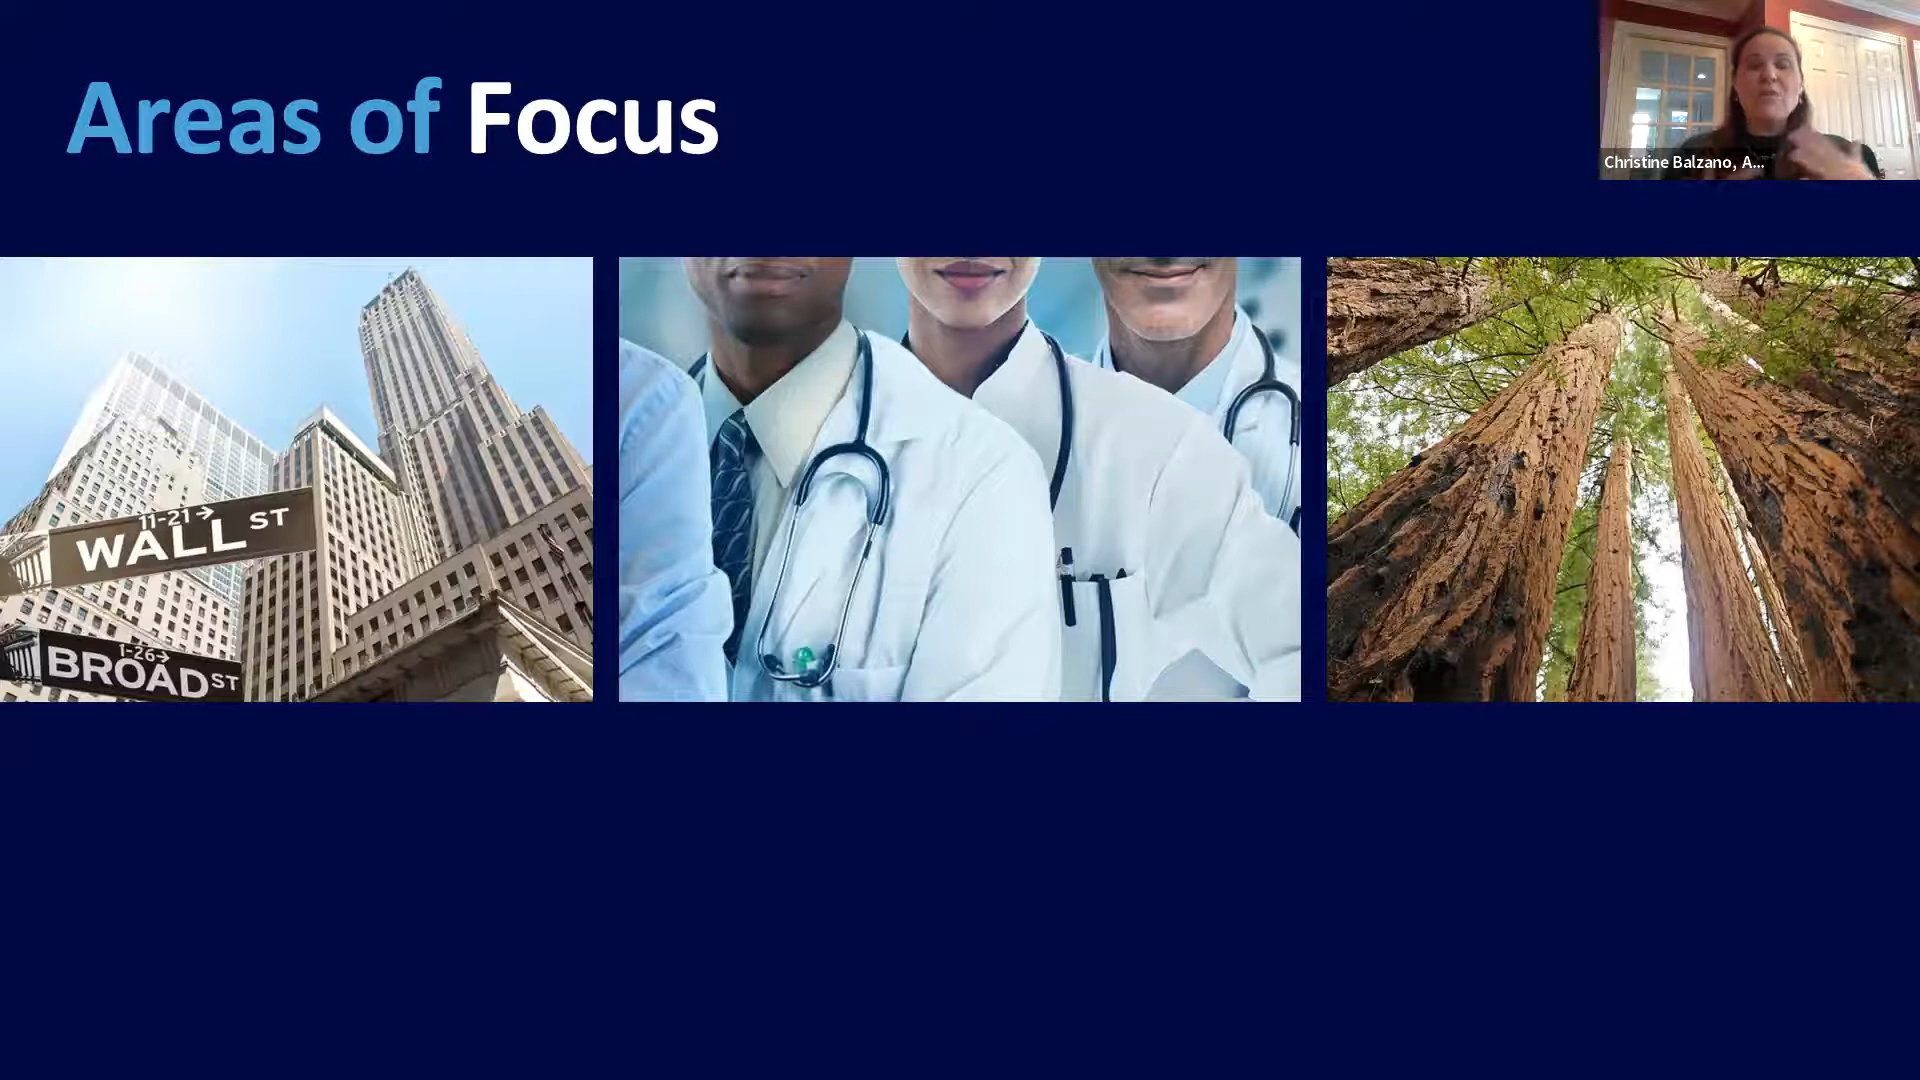 Areas of Focus
Christine Balzano, A...
11-21→
WALL ST
1-26→
BROAD ST